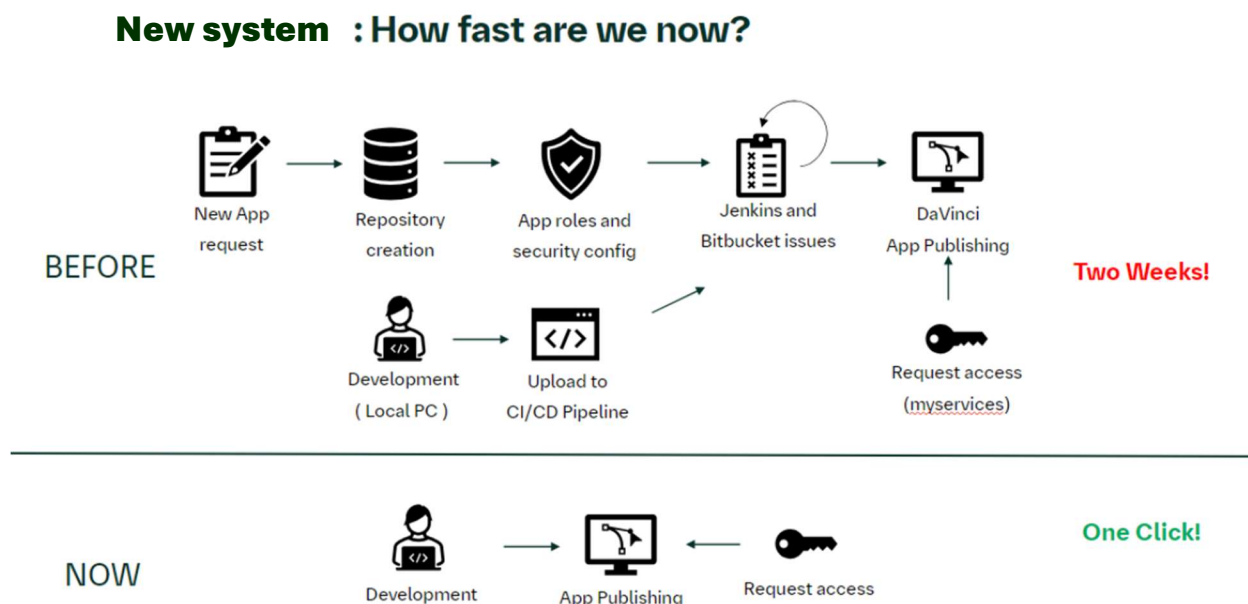 New system : How fast are we now?
New App
request
Repository
creation
App roles and
security config
Jenkins and
Bitbucket issues
DaVinci
App Publishing
BEFORE
Two Weeks!
</>
Development
( Local PC )
</>
Upload to
CI/CD Pipeline
Request access
(myservices)
NOW
</>
Development
App Publishing
Request access
One Click!